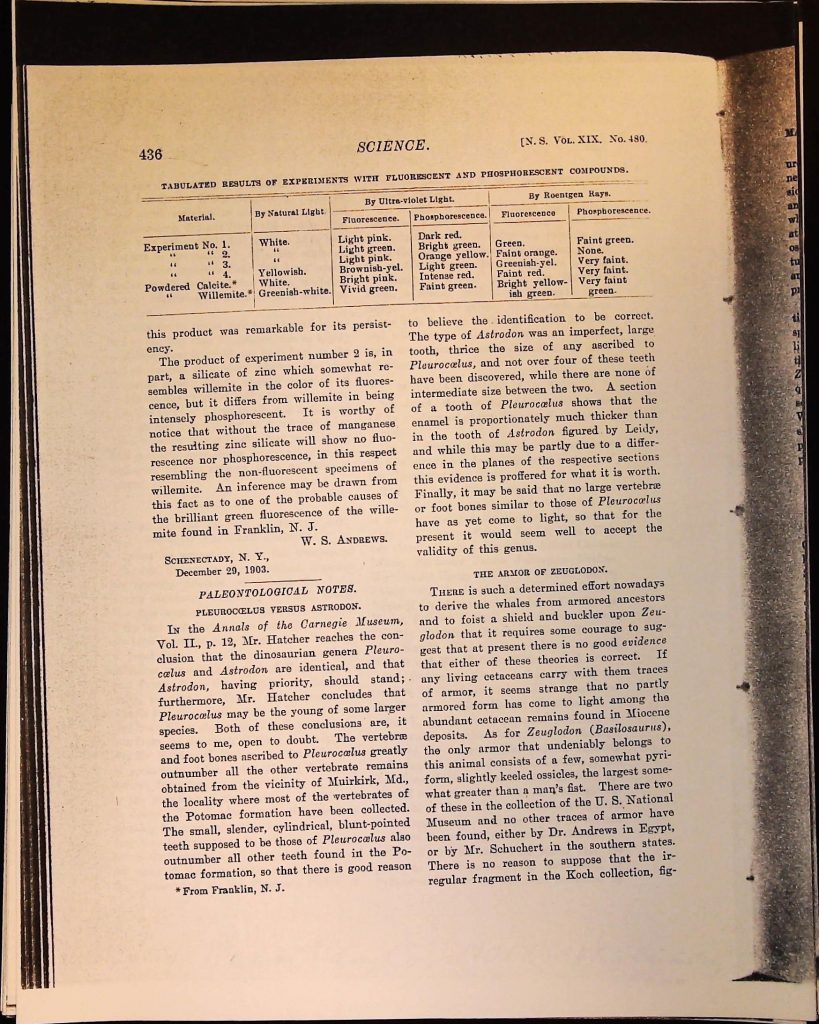 436
SCIENCE.
[N. S. VOL. XIX. No. 480.
TABULATED RESULTS OF EXPERIMENTS WITH FLUORESCENT AND PHOSPHORESCENT COMPOUNDS.
Material. By Natural Light. By Ultra-violet Light. By Roentgen Rays.
Fluorescence. Phosphorescence. Fluorescence Phosphorescence.
Experiment No. 1. White. Light pink. Dark red. Green. Faint green.
“ “ 2. “ Light green. Bright green. Faint orange. None.
“ “ 3. “ Light pink. Orange yellow. Greenish-yel. Very faint.
“ “ 4. Yellowish. Brownish-yel. Light green. Faint red. Very faint.
Powdered Calcite.* White. Bright pink. Intense red. Bright yellow- Very faint
“ Willemite.* Greenish-white. Vivid green. Faint green. ish green. green.
this product was remarkable for its persist-
ency.
The product of experiment number 2 is, in
part, a silicate of zinc which somewhat re-
sembles willemite in the color of its fluores-
cence, but it differs from willemite in being
intensely phosphorescent. It is worthy of
notice that without the trace of manganese
the resulting zinc silicate will show no fluo-
rescence nor phosphorescence, in this respect
resembling the non-fluorescent specimens of
willemite. An inference may be drawn from
this fact as to one of the probable causes of
the brilliant green fluorescence of the wille-
mite found in Franklin, N. J.
W. S. ANDREWS.
SCHENECTADY, N. Y.,
December 29, 1903.
PALEONTOLOGICAL NOTES.
PLEUROCŒLUS VERSUS ASTRODON.
IN the Annals of the Carnegie Museum,
Vol. II., p. 12, Mr. Hatcher reaches the con-
clusion that the dinosaurian genera Pleuro-
cœlus and Astrodon are identical, and that
Astrodon, having priority, should stand;
furthermore, Mr. Hatcher concludes that
Pleurocœlus may be the young of some larger
species. Both of these conclusions are, it
seems to me, open to doubt. The vertebræ
and foot bones ascribed to Pleurocœlus greatly
outnumber all the other vertebrate remains
obtained from the vicinity of Muirkirk, Md.,
the locality where most of the vertebrates of
the Potomac formation have been collected.
The small, slender, cylindrical, blunt-pointed
teeth supposed to be those of Pleurocœlus also
outnumber all other teeth found in the Po-
tomac formation, so that there is good reason
* From Franklin, N. J.
to believe the identification to be correct.
The type of Astrodon was an imperfect, large
tooth, thrice the size of any ascribed to
Pleurocœlus, and not over four of these teeth
have been discovered, while there are none of
intermediate size between the two. A section
of a tooth of Pleurocœlus shows that the
enamel is proportionately much thicker than
in the tooth of Astrodon figured by Leidy,
and while this may be partly due to a differ-
ence in the planes of the respective sections
this evidence is proffered for what it is worth.
Finally, it may be said that no large vertebræ
or foot bones similar to those of Pleurocœlus
have as yet come to light, so that for the
present it would seem well to accept the
validity of this genus.
THE ARMOR OF ZEUGLODON.
THERE is such a determined effort nowadays
to derive the whales from armored ancestors
and to foist a shield and buckler upon Zeu-
glodon that it requires some courage to sug-
gest that at present there is no good evidence
that either of these theories is correct. If
any living cetaceans carry with them traces
of armor, it seems strange that no partly
armored form has come to light among the
abundant cetacean remains found in Miocene
deposits. As for Zeuglodon (Basilosaurus),
the only armor that undeniably belongs to
this animal consists of a few, somewhat pyri-
form, slightly keeled ossicles, the largest some-
what greater than a man's fist. There are two
of these in the collection of the U. S. National
Museum and no other traces of armor have
been found, either by Dr. Andrews in Egypt,
or by Mr. Schuchert in the southern states.
There is no reason to suppose that the ir-
regular fragment in the Koch collection, fig-